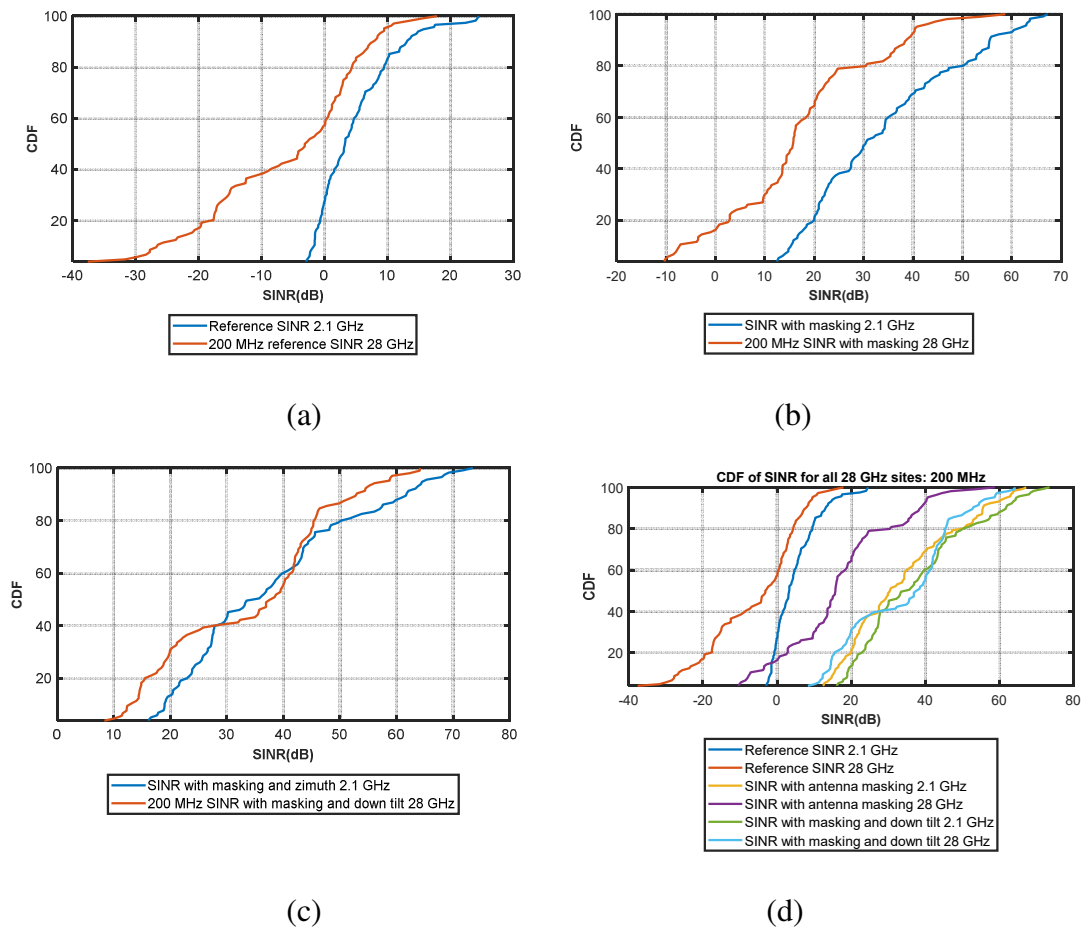 100
80
60
40
20
CDF
-40 -30 -20 -10 0 10 20 30
SINR(dB)
Reference SINR 2.1 GHz
200 MHz reference SINR 28 GHz
(a)
100
80
60
40
20
CDF
-20 -10 0 10 20 30 40 50 60 70
SINR(dB)
SINR with masking 2.1 GHz
200 MHz SINR with masking 28 GHz
(b)
100
80
60
40
20
CDF
0 10 20 30 40 50 60 70 80
SINR(dB)
SINR with masking and zimuth 2.1 GHz
200 MHz SINR with masking and down tilt 28 GHz
(c)
CDF of SINR for all 28 GHz sites: 200 MHz
100
80
60
40
20
CDF
-40 -20 0 20 40 60 80
SINR(dB)
Reference SINR 2.1 GHz
Reference SINR 28 GHz
SINR with antenna masking 2.1 GHz
SINR with antenna masking 28 GHz
SINR with masking and down tilt 2.1 GHz
SINR with masking and down tilt 28 GHz
(d)